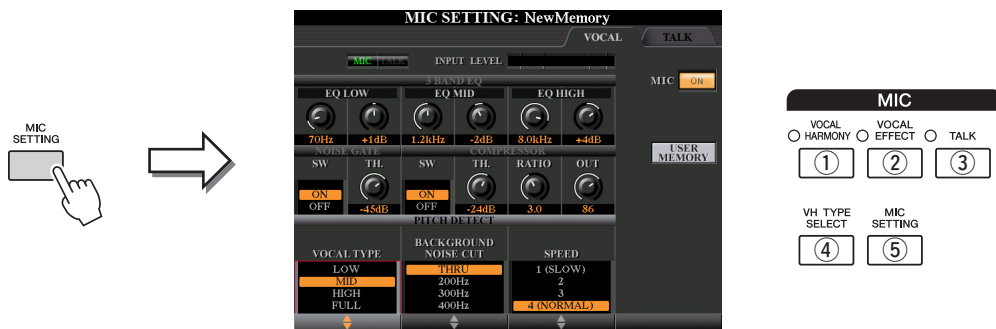 MIC
SETTING
MIC SETTING: NewMemory
VOCAL TALK
MIC TALK INPUT LEVEL
MIC ON
3 BAND EQ
EQ LOW EQ MID EQ HIGH
70Hz +1dB 1.2kHz -2dB 8.0kHz +4dB
NOISE GATE COMPRESSOR
SW TH. SW TH. RATIO OUT
ON ON
OFF -45dB OFF -24dB 3.0 86
USER
MEMORY
PITCH DETECT
VOCAL TYPE BACKGROUND
NOISE CUT SPEED
LOW THRU 1 (SLOW)
MID 200Hz 2
HIGH 300Hz 3
FULL 400Hz 4 (NORMAL)
MIC
VOCAL
HARMONY VOCAL
EFFECT TALK
① ② ③
VH TYPE
SELECT MIC
SETTING
④ ⑤